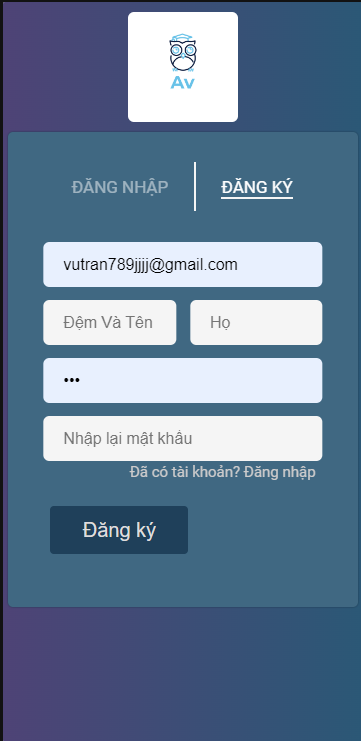 Av
ĐĂNG NHẬP ĐĂNG KÝ
vutran789jjjj@gmail.com
Đệm Và Tên Họ
•••
Nhập lại mật khẩu
Đã có tài khoản? Đăng nhập
Đăng ký